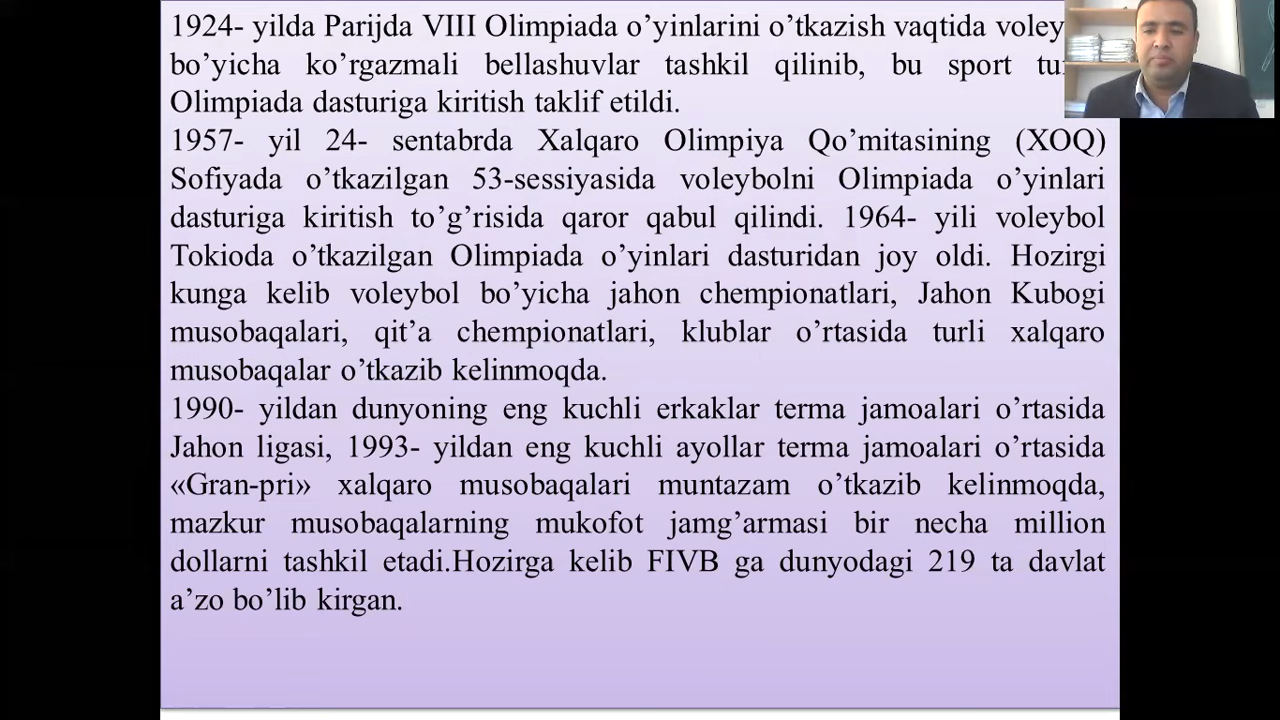 1924- yilda Parijda VIII Olimpiada o’yinlarini o’tkazish vaqtida
bo’yicha ko’rgazmali bellashuvlar tashkil qilinib, bu sport
Olimpiada dasturiga kiritish taklif etildi.
1957- yil 24- sentabrda Xalqaro Olimpiya Qo’mitasining (XOQ)
Sofiyada o’tkazilgan 53-sessiyasida voleybolni Olimpiada o’yinlari
dasturiga kiritish to’g’risida qaror qabul qilindi. 1964- yili voleybol
Tokioda o’tkazilgan Olimpiada o’yinlari dasturidan joy oldi. Hozirgi
kunga kelib voleybol bo’yicha jahon chempionatlari, Jahon Kubogi
musobaqalari, qit’a chempionatlari, klublar o’rtasida turli xalqaro
musobaqalar o’tkazib kelinmoqda.
1990- yildan dunyoning eng kuchli erkaklar terma jamoalari o’rtasida
Jahon ligasi, 1993- yildan eng kuchli ayollar terma jamoalari o’rtasida
«Gran-pri» xalqaro musobaqalari muntazam o’tkazib kelinmoqda,
mazkur musobaqalarning mukofot jamg’armasi bir necha million
dollarni tashkil etadi.Hozirga kelib FIVB ga dunyodagi 219 ta davlat
a’zo bo’lib kirgan.